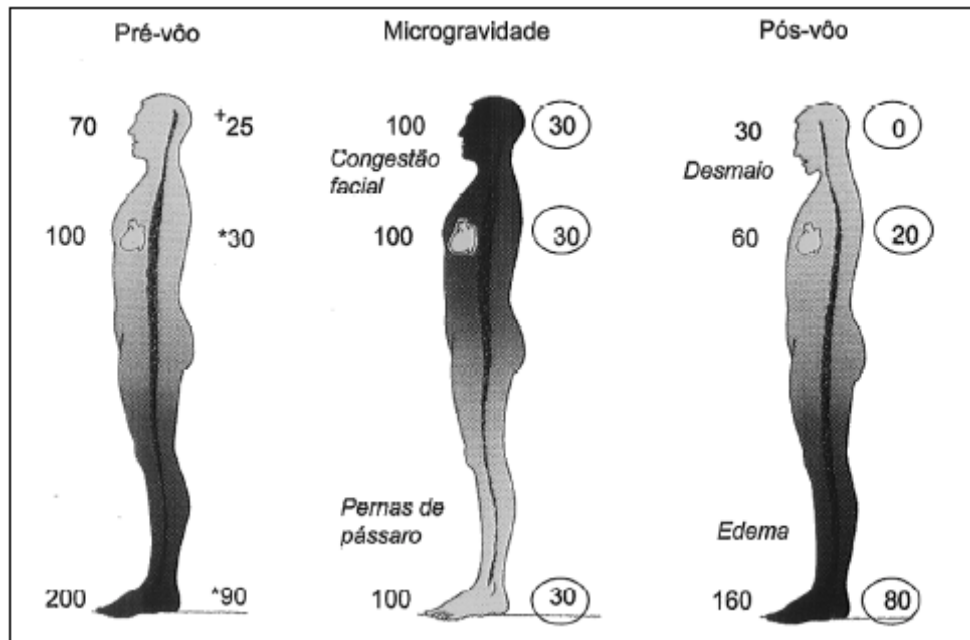 Pré-vôo
70 +25
100 *30
200 *90
Microgravidade
100 30
Congestão
facial
100 30
Pernas de
pássaro
100 30
Pós-vôo
30 0
Desmaio
60 20
Edema
160 80